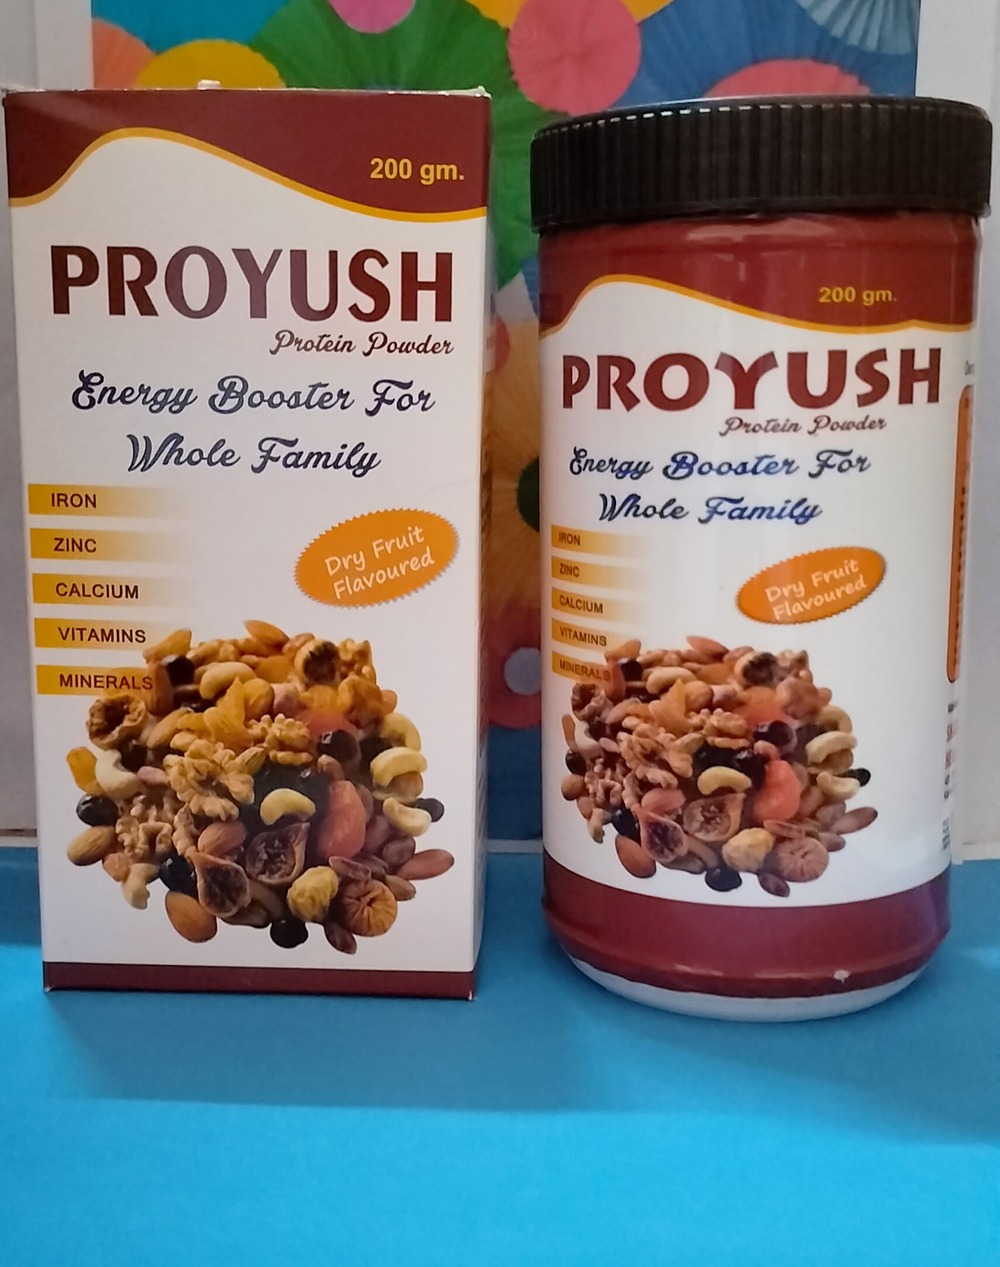 200 gm.
PROYUSH
Protein Powder
Energy Booster For
Whole Family
IRON
ZINC
CALCIUM
VITAMINS
MINERALS
Dry Fruit
Flavoured
200 gm.
PROYUSH
Protein Powder
Energy Booster For
Whole Family
IRON
ZINC
CALCIUM
VITAMINS
MINERALS
Dry Fruit
Flavoured